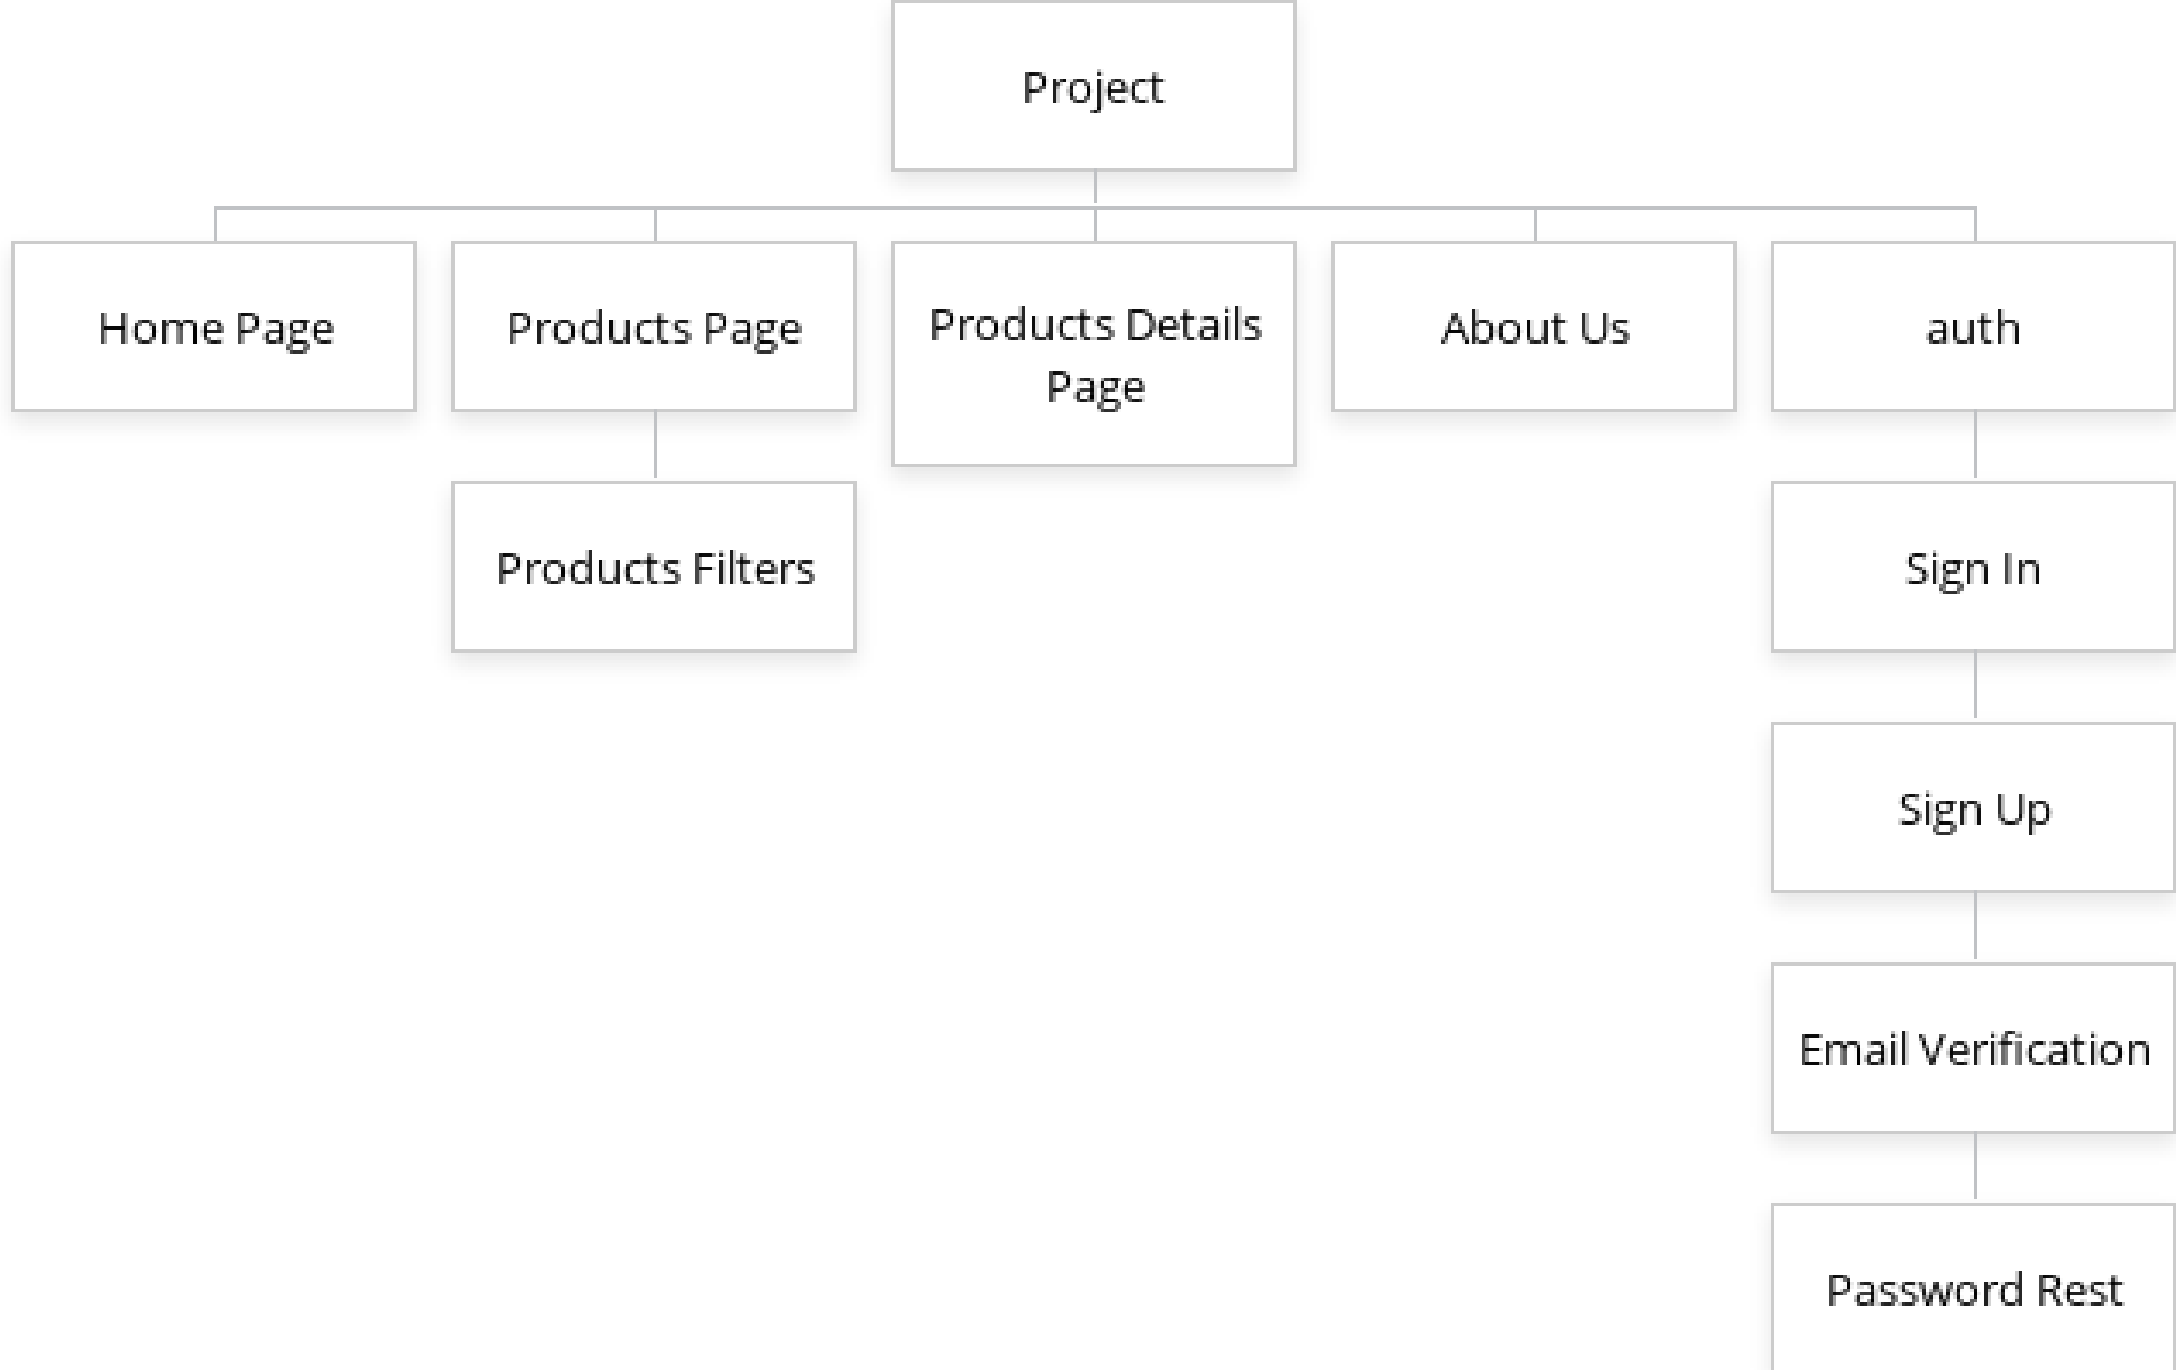 Project
Home Page
Products Page
Products Details
Page
About Us
auth
Products Filters
Sign In
Sign Up
Email Verification
Password Rest